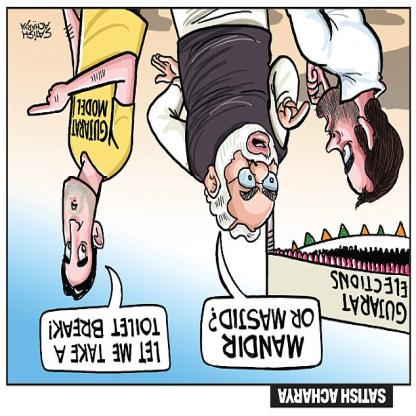 SATISH ACHARYA
GUJARAT
ELECTIONS
MANDIR
OR MASJID?
LET ME TAKE A
TOILET BREAK!
GUJARAT
MODEL
SATISH
ACHARYA